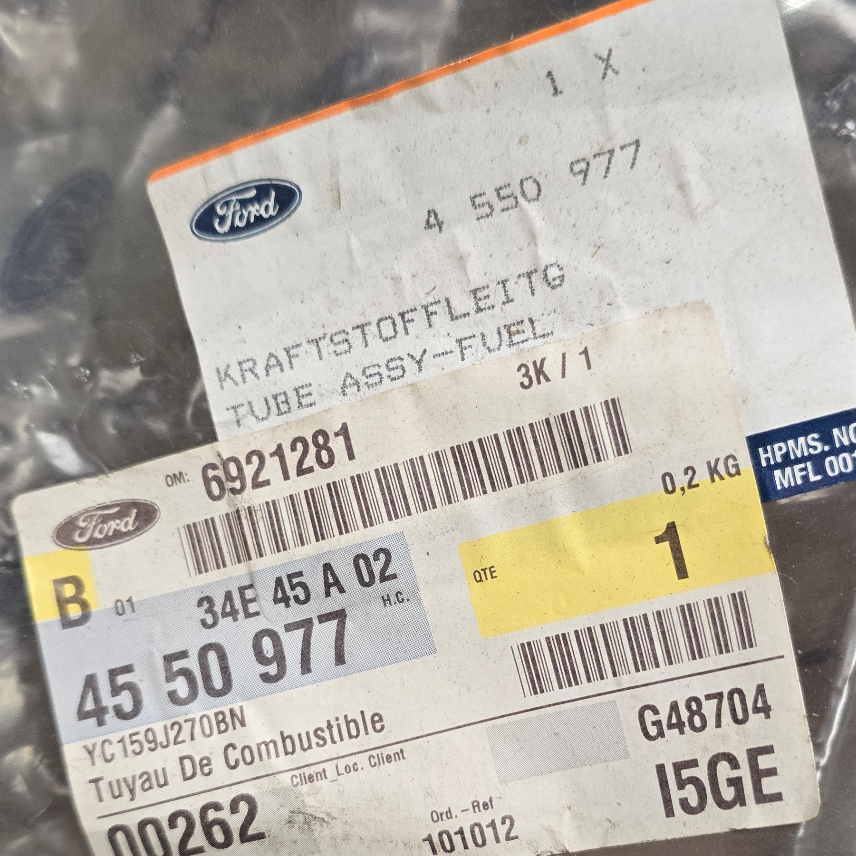 1 X
Ford
4 550 977
KRAFTSTOFFLEITG
TUBE ASSY-FUEL
3K / 1
OM: 6921281
HPMS. NO
MFL 001
Ford
0,2 KG
B 01 34E 45 A 02
H.C.
QTE 1
45 50 977
YC159J270BN
Tuyau De Combustible
G48704
Client Loc. Client
I5GE
00262
Ord.-Ref
101012